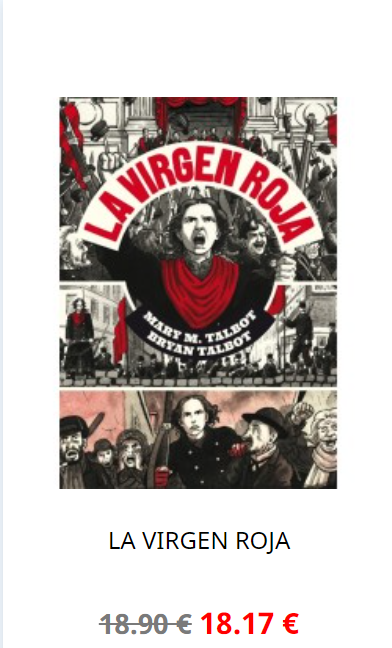 LA VIRGEN ROJA
MARY M. TALBOT
BRYAN TALBOT
LA VIRGEN ROJA
18.90 € 18.17 €